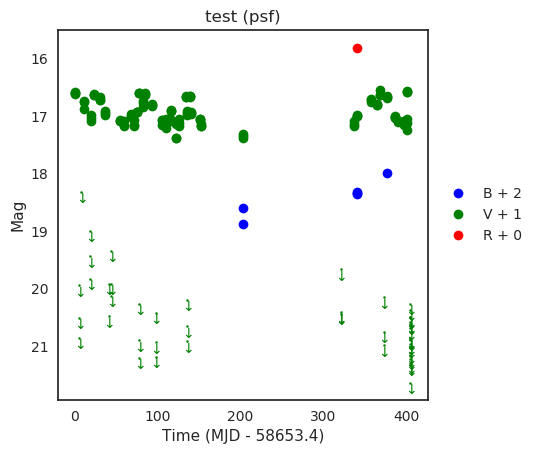 test (psf)
Mag
16
17
18
19
20
21
0
100
200
300
400
Time (MJD - 58653.4)
B + 2
V + 1
R + 0